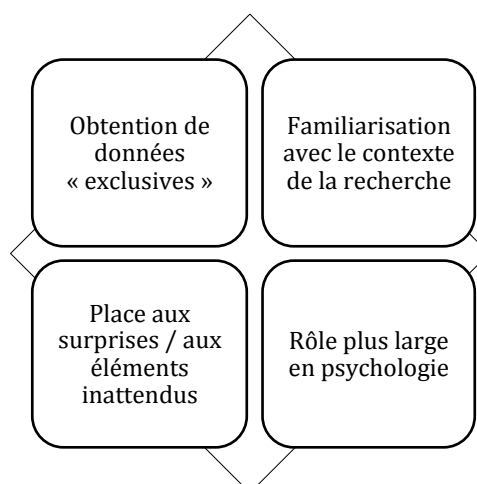 Obtention de
données
« exclusives »
Familiarisation
avec le contexte
de la recherche
Place aux
surprises / aux
éléments
inattendus
Rôle plus large
en psychologie